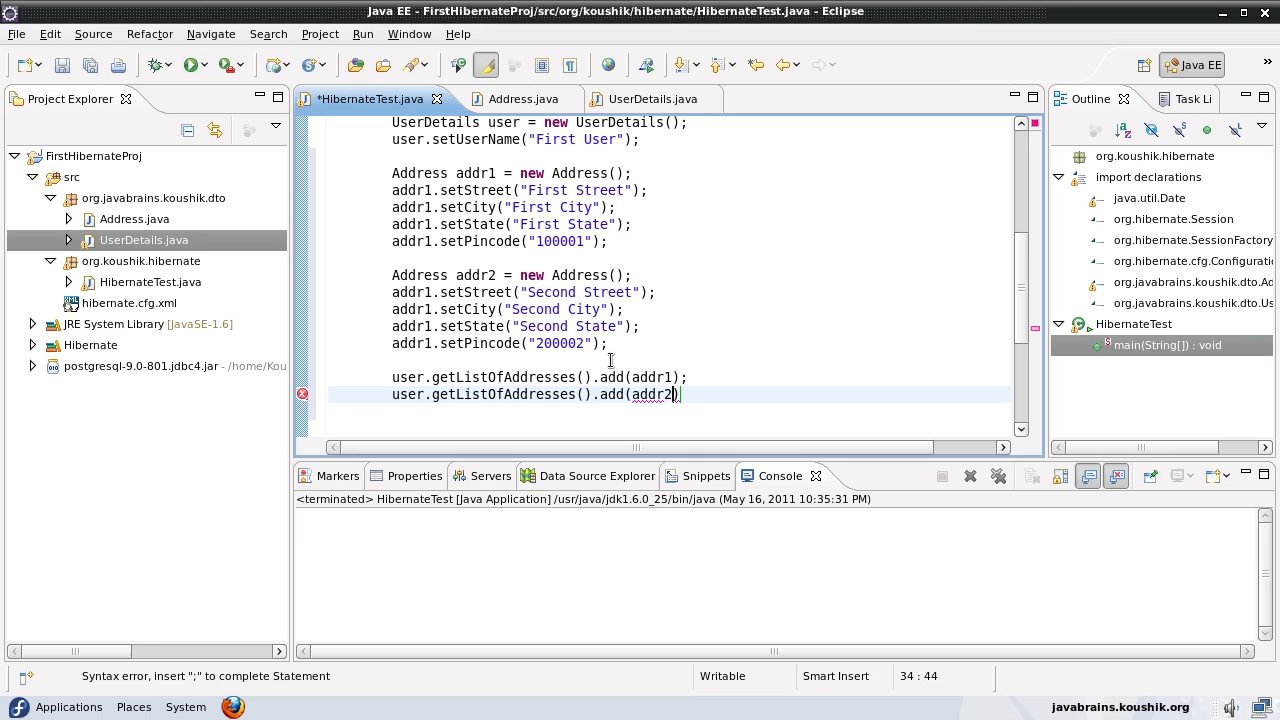 Java EE - FirstHibernateProj/src/org/koushik/hibernate/HibernateTest.java - Eclipse
File Edit Source Refactor Navigate Search Project Run Window Help
Java EE
Project Explorer
*HibernateTest.java Address.java UserDetails.java
Outline Task Li
FirstHibernateProj
src
org.javabrains.koushik.dto
Address.java
UserDetails.java
org.koushik.hibernate
HibernateTest.java
hibernate.cfg.xml
JRE System Library [JavaSE-1.6]
Hibernate
postgresql-9.0-801.jdbc4.jar - /home/Kou
UserDetails user = new UserDetails();
user.setUserName("First User");
Address addr1 = new Address();
addr1.setStreet("First Street");
addr1.setCity("First City");
addr1.setState("First State");
addr1.setPincode("100001");
Address addr2 = new Address();
addr1.setStreet("Second Street");
addr1.setCity("Second City");
addr1.setState("Second State");
addr1.setPincode("200002");
user.getListOfAddresses().add(addr1);
user.getListOfAddresses().add(addr2)
org.koushik.hibernate
import declarations
java.util.Date
org.hibernate.Session
org.hibernate.SessionFactory
org.hibernate.cfg.Configuratio
org.javabrains.koushik.dto.Ad
org.javabrains.koushik.dto.Us
HibernateTest
main(String[]) : void
Markers Properties Servers Data Source Explorer Snippets Console
<terminated> HibernateTest [Java Application] /usr/java/jdk1.6.0_25/bin/java (May 16, 2011 10:35:31 PM)
Syntax error, insert ";" to complete Statement Writable Smart Insert 34 : 44
Applications Places System javabrains.koushik.org